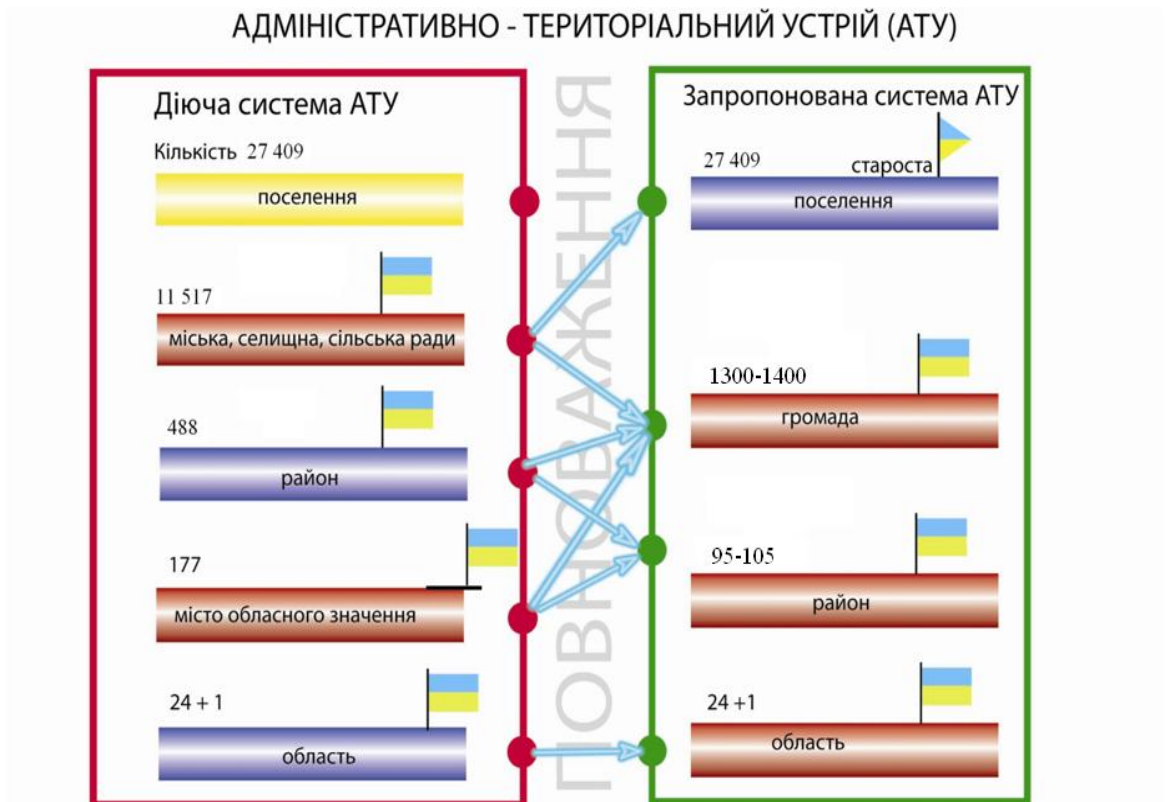 АДМІНІСТРАТИВНО - ТЕРИТОРІАЛЬНИЙ УСТРІЙ (АТУ)
Діюча система АТУ
Кількість 27 409
поселення
11 517
міська, селищна, сільська ради
488
район
177
місто обласного значення
24 + 1
область
ПОВНОВАЖЕННЯ
Запропонована система АТУ
27 409
староста
поселення
1300-1400
громада
95-105
район
24 +1
область